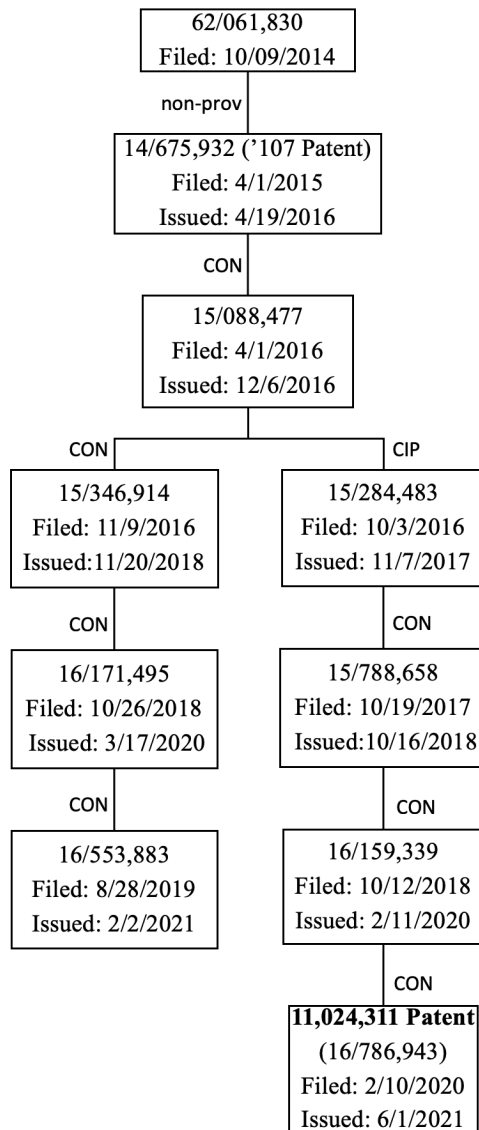 62/061,830
Filed: 10/09/2014
non-prov
14/675,932 (’107 Patent)
Filed: 4/1/2015
Issued: 4/19/2016
CON
15/088,477
Filed: 4/1/2016
Issued: 12/6/2016
CON
15/346,914
Filed: 11/9/2016
Issued:11/20/2018
CON
16/171,495
Filed: 10/26/2018
Issued: 3/17/2020
CON
16/553,883
Filed: 8/28/2019
Issued: 2/2/2021
CIP
15/284,483
Filed: 10/3/2016
Issued: 11/7/2017
CON
15/788,658
Filed: 10/19/2017
Issued:10/16/2018
CON
16/159,339
Filed: 10/12/2018
Issued: 2/11/2020
CON
11,024,311 Patent
(16/786,943)
Filed: 2/10/2020
Issued: 6/1/2021